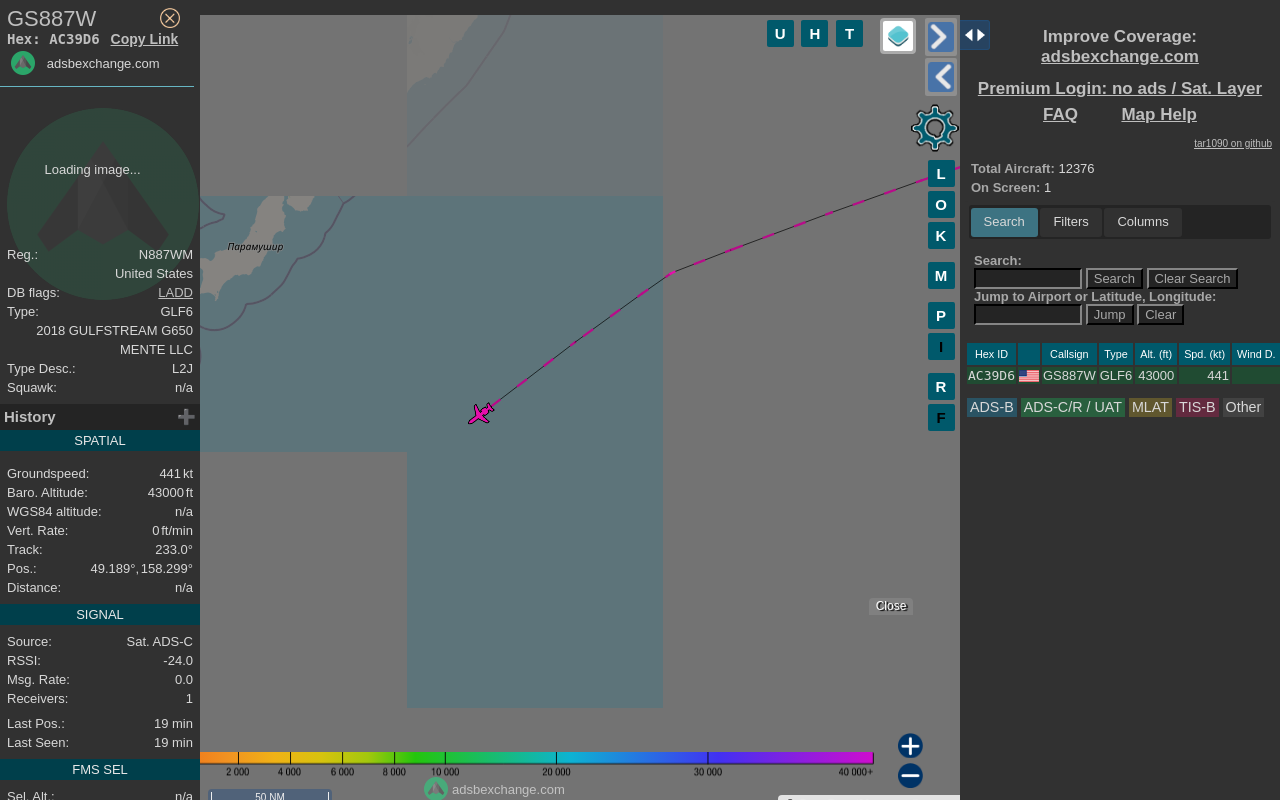 GS887W
Hex: AC39D6 Copy Link
adsbexchange.com
Loading image...
Reg.: N887WM
United States
DB flags: LADD
Type: GLF6
2018 GULFSTREAM G650
MENTE LLC
Type Desc.: L2J
Squawk: n/a
History
SPATIAL
Groundspeed: 441 kt
Baro. Altitude: 43000 ft
WGS84 altitude: n/a
Vert. Rate: 0 ft/min
Track: 233.0°
Pos.: 49.189°, 158.299°
Distance: n/a
SIGNAL
Source: Sat. ADS-C
RSSI: -24.0
Msg. Rate: 0.0
Receivers: 1
Last Pos.: 19 min
Last Seen: 19 min
FMS SEL
Sel. Alt.: n/a
Парамушир
U H T
L
O
K
M
P
I
R
F
Close
2 000 4 000 6 000 8 000 10 000 20 000 30 000 40 000+
adsbexchange.com
50 NM
Improve Coverage:
adsbexchange.com
Premium Login: no ads / Sat. Layer
FAQ Map Help
tar1090 on github
Total Aircraft: 12376
On Screen: 1
Search Filters Columns
Search:
Search Clear Search
Jump to Airport or Latitude, Longitude:
Jump Clear
Hex ID Callsign Type Alt. (ft) Spd. (kt) Wind D.
AC39D6 GS887W GLF6 43000 441
ADS-B ADS-C/R / UAT MLAT TIS-B Other